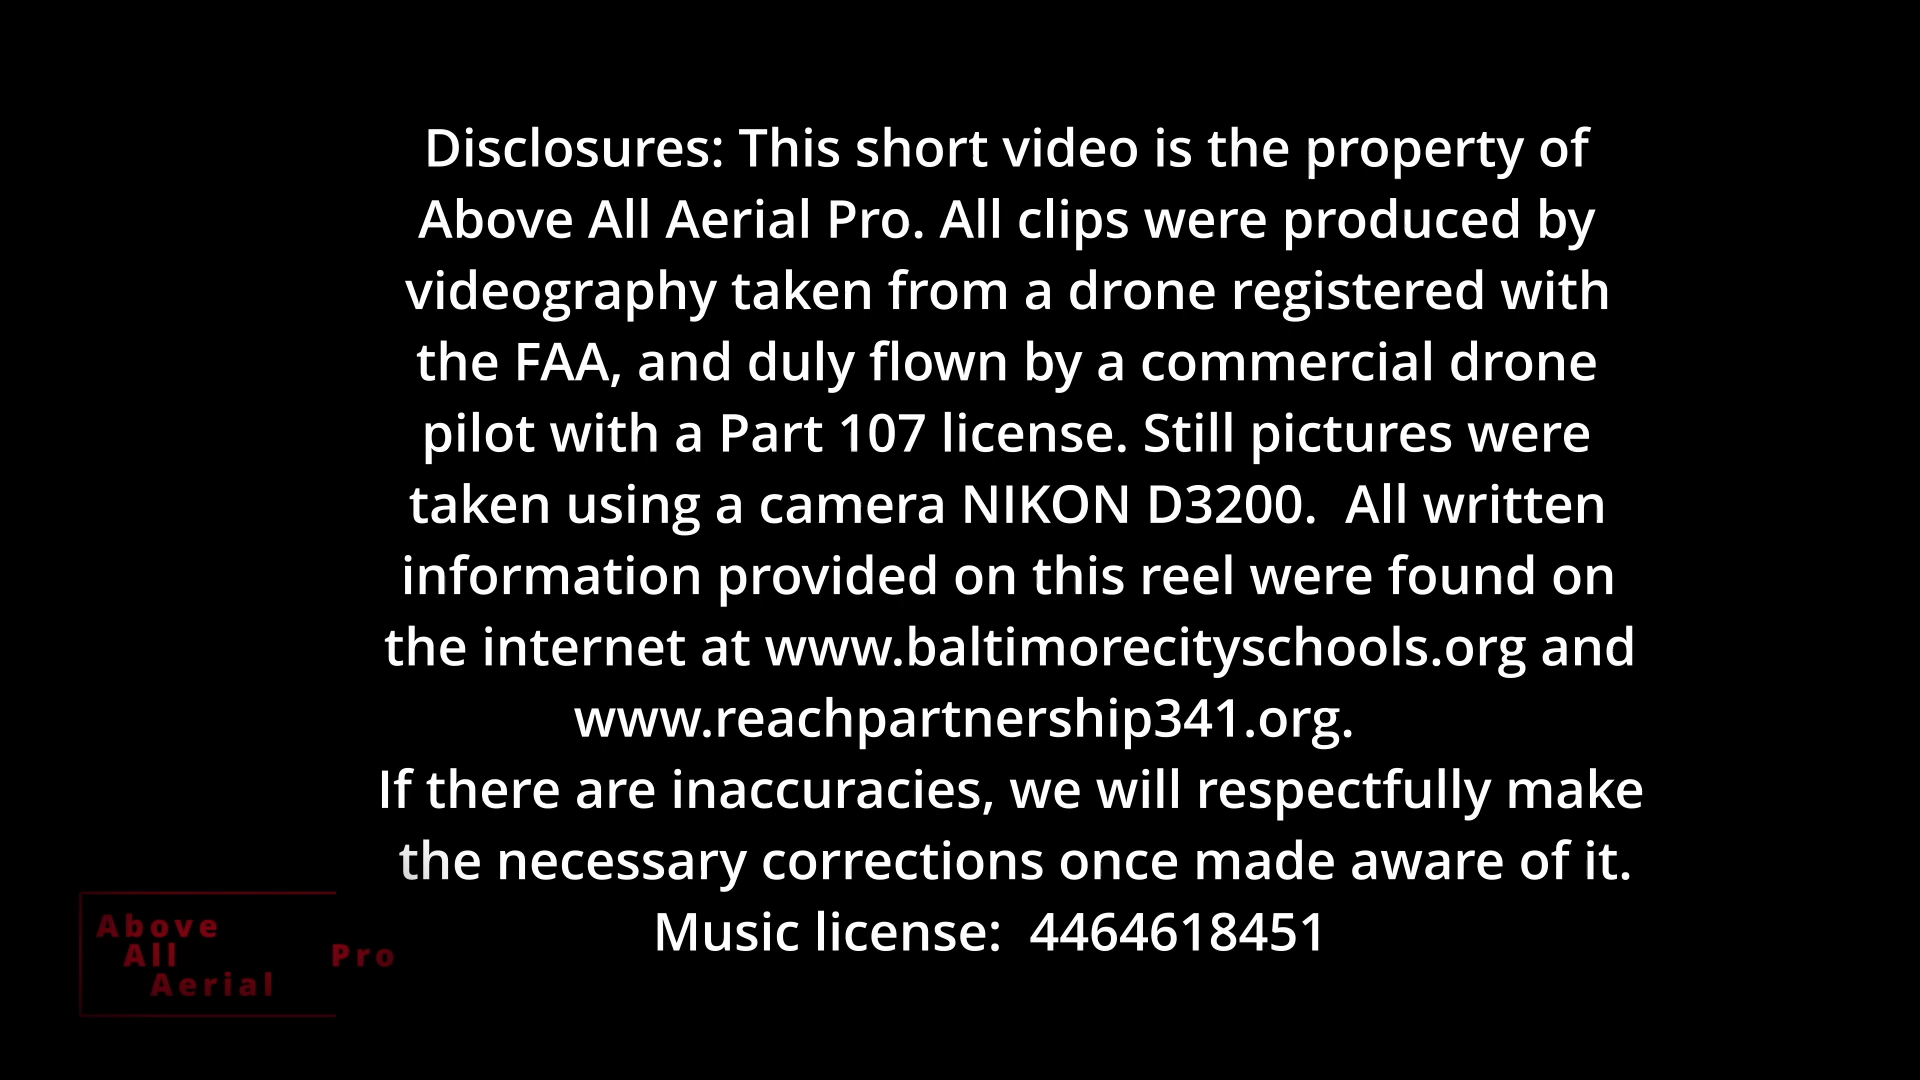 Disclosures: This short video is the property of
Above All Aerial Pro. All clips were produced by
videography taken from a drone registered with
the FAA, and duly flown by a commercial drone
pilot with a Part 107 license. Still pictures were
taken using a camera NIKON D3200.  All written
information provided on this reel were found on
the internet at www.baltimorecityschools.org and
www.reachpartnership341.org.
If there are inaccuracies, we will respectfully make
the necessary corrections once made aware of it.
Music license:  4464618451
Above
All Pro
Aerial